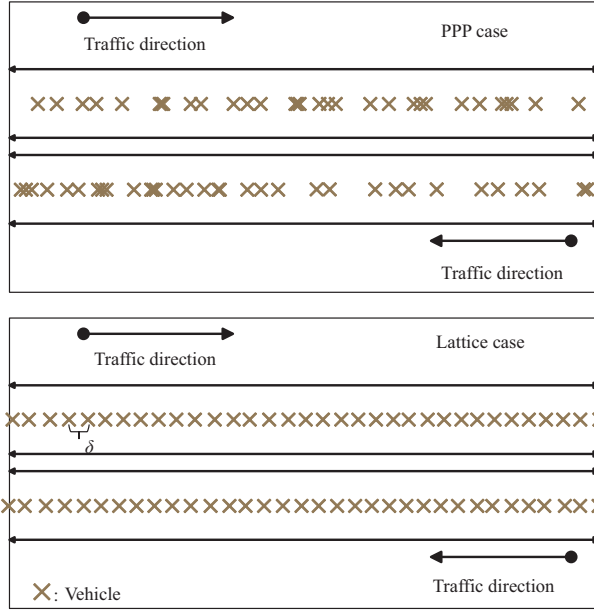 Traffic direction
PPP case
Traffic direction
Traffic direction
Lattice case
δ
Traffic direction
: Vehicle